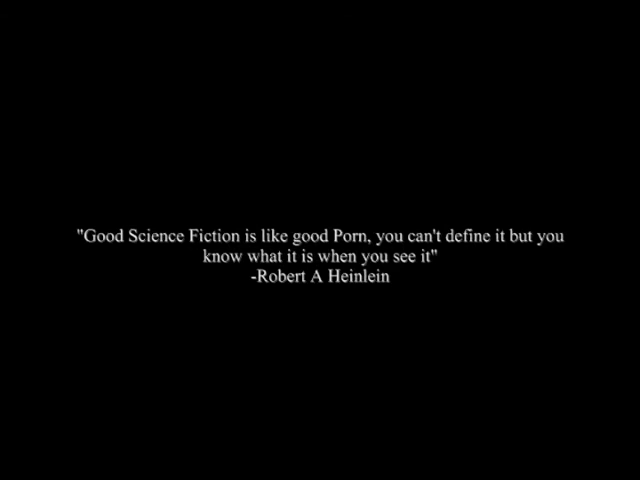 "Good Science Fiction is like good Porn, you can't define it but you
know what it is when you see it"
-Robert A Heinlein